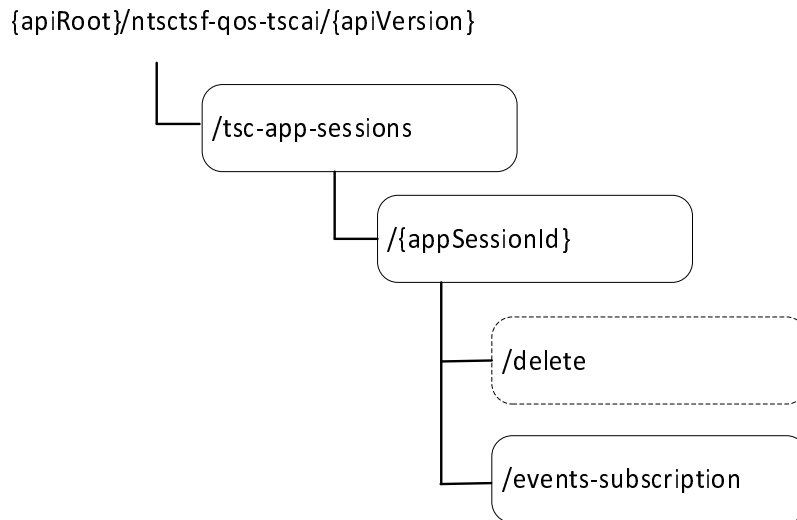 {apiRoot}/ntsctsf-qos-tscai/{apiVersion}
/tsc-app-sessions
/{appSessionId}
/delete
/events-subscription